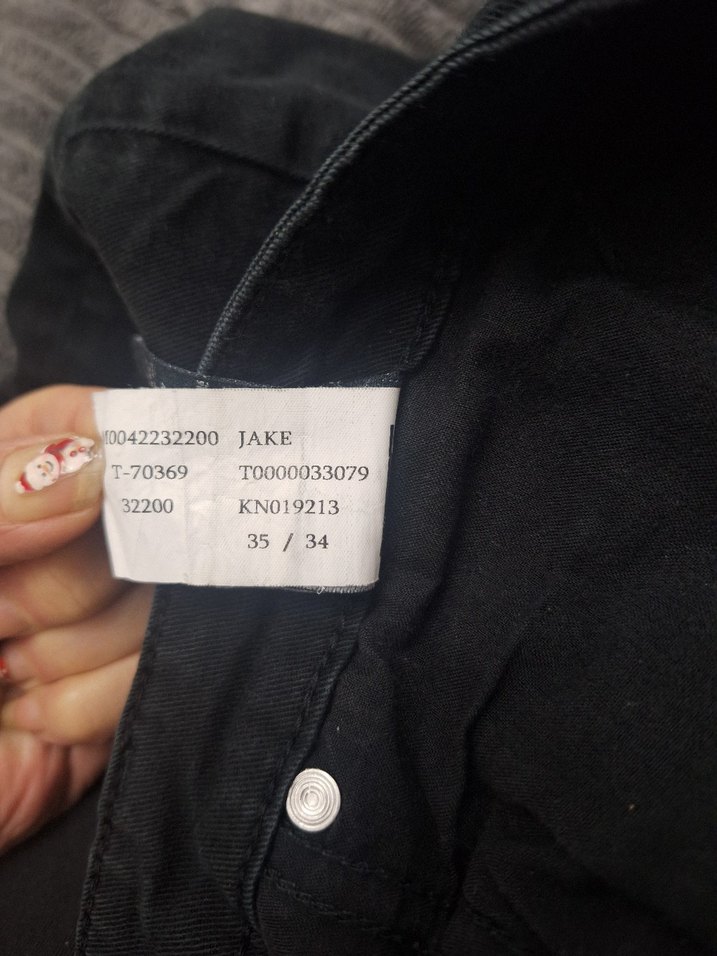 0042232200 JAKE
T-70369 T0000033079
32200 KN019213
35 / 34